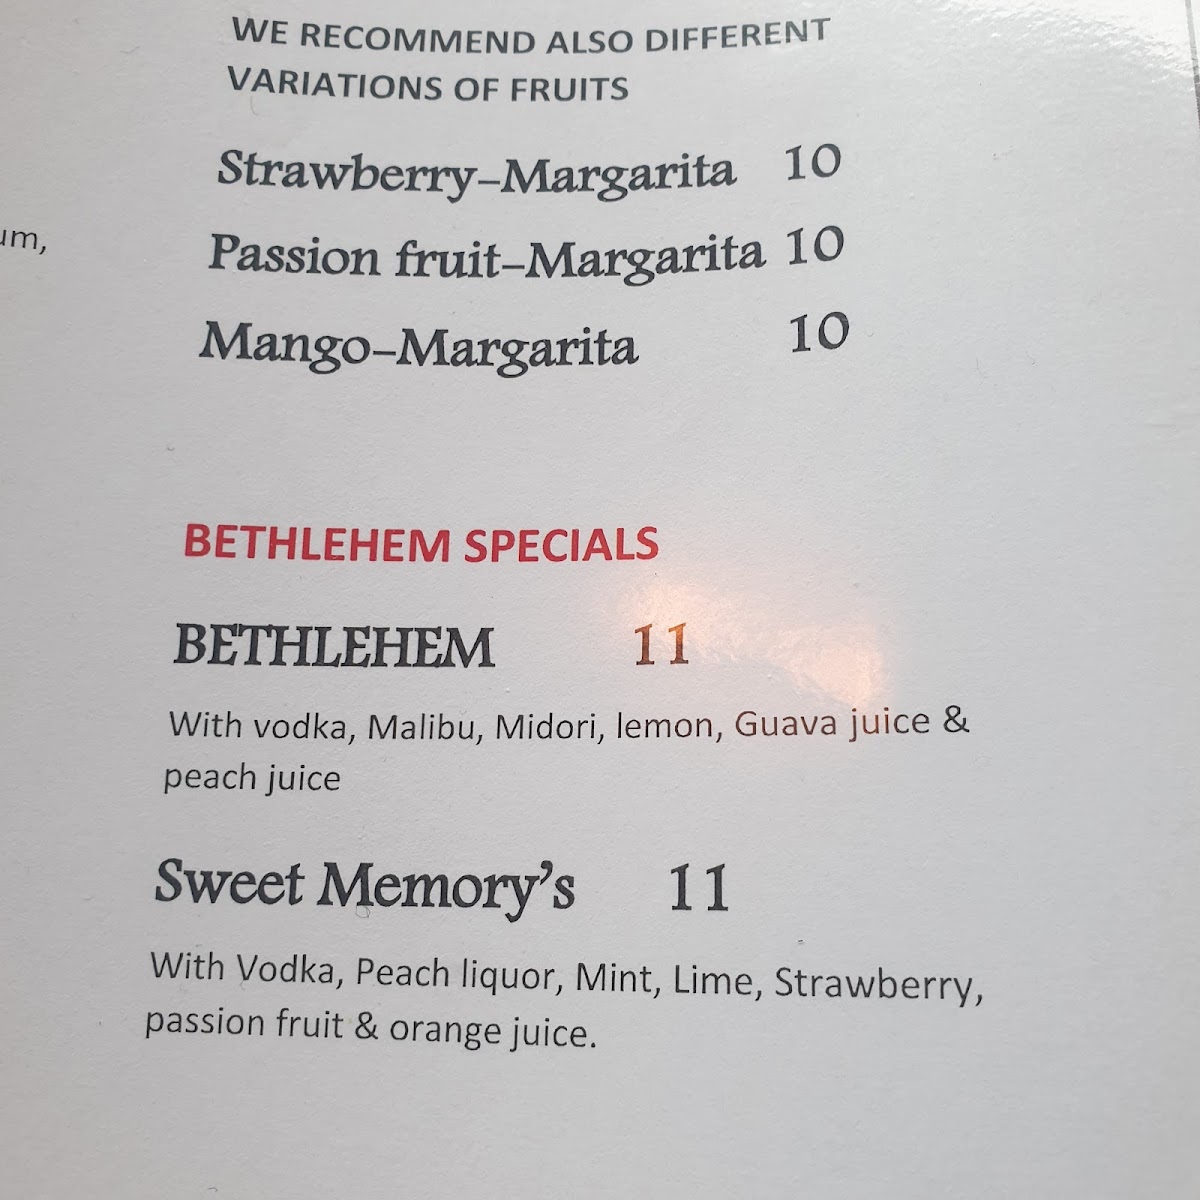 WE RECOMMEND ALSO DIFFERENT
VARIATIONS OF FRUITS
Strawberry-Margarita 10
Passion fruit-Margarita 10
Mango-Margarita 10
BETHLEHEM SPECIALS
BETHLEHEM 11
With vodka, Malibu, Midori, lemon, Guava juice &
peach juice
Sweet Memory's 11
With Vodka, Peach liquor, Mint, Lime, Strawberry,
passion fruit & orange juice.